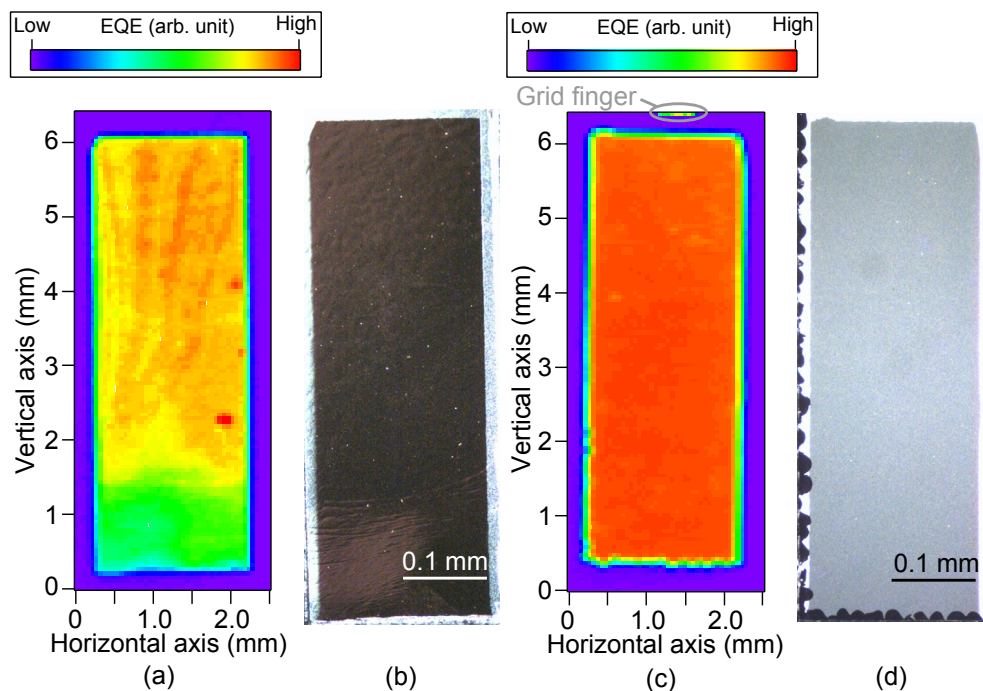 Low EQE (arb. unit) High
Low EQE (arb. unit) High
Grid finger
Vertical axis (mm)
6
5
4
3
2
1
0
0 1.0 2.0
Horizontal axis (mm)
(a)
0.1 mm
(b)
Vertical axis (mm)
6
5
4
3
2
1
0
0 1.0 2.0
Horizontal axis (mm)
(c)
0.1 mm
(d)